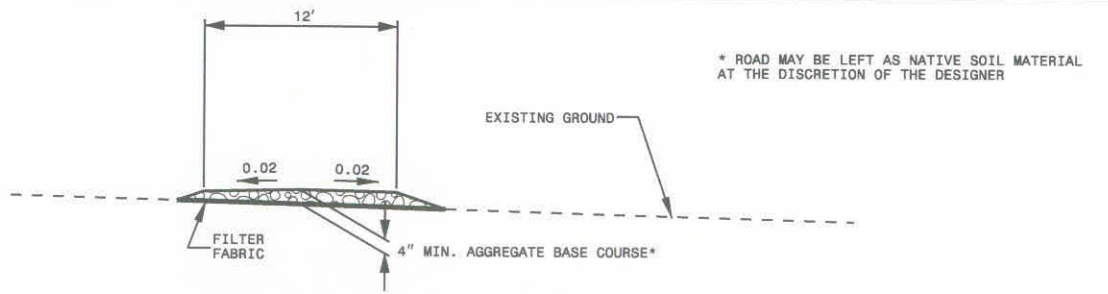 12'
* ROAD MAY BE LEFT AS NATIVE SOIL MATERIAL
AT THE DISCRETION OF THE DESIGNER
EXISTING GROUND
0.02 0.02
FILTER
FABRIC
4" MIN. AGGREGATE BASE COURSE*